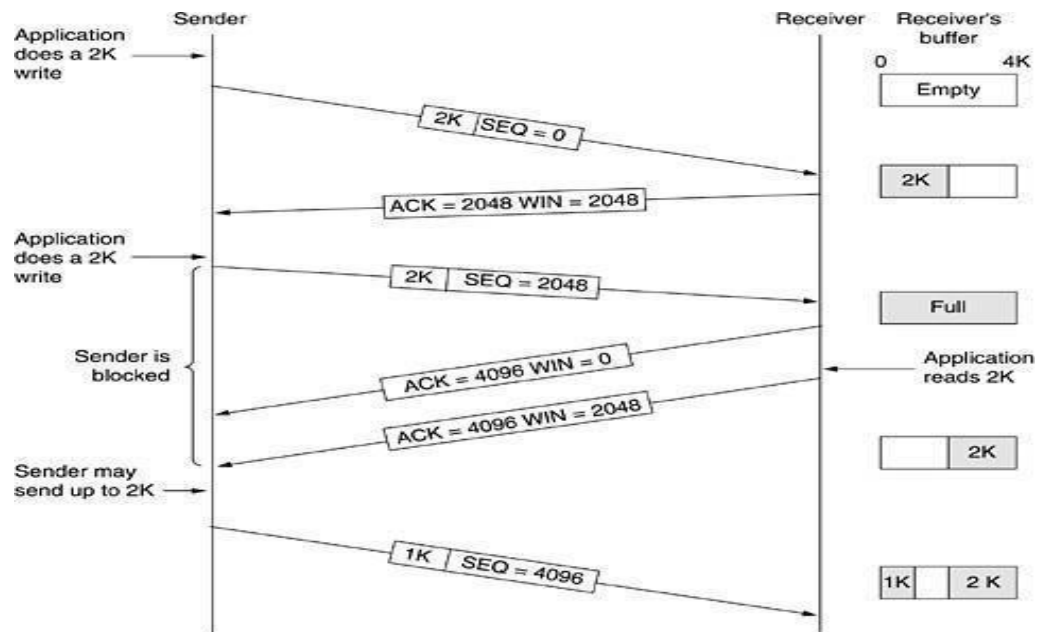 Sender
Receiver
Receiver's
buffer
Application
does a 2K
write
0 4K
Empty
2K SEQ = 0
2K
ACK = 2048 WIN = 2048
Application
does a 2K
write
2K SEQ = 2048
Full
Sender is
blocked
ACK = 4096 WIN = 0
Application
reads 2K
ACK = 4096 WIN = 2048
2K
Sender may
send up to 2K
1K SEQ = 4096
1K 2 K